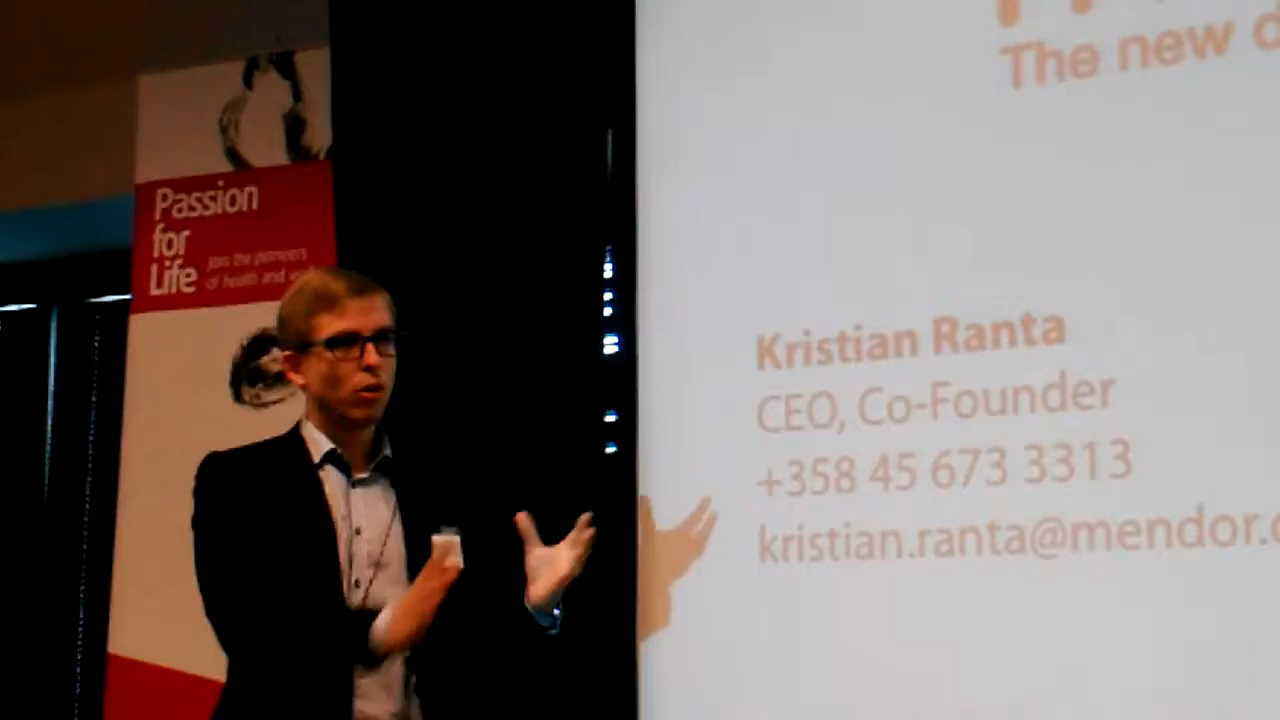 Passion
for
Life
Join the pioneers
of health and
The new
Kristian Ranta
CEO, Co-Founder
+358 45 673 3313
kristian.ranta@mendor.